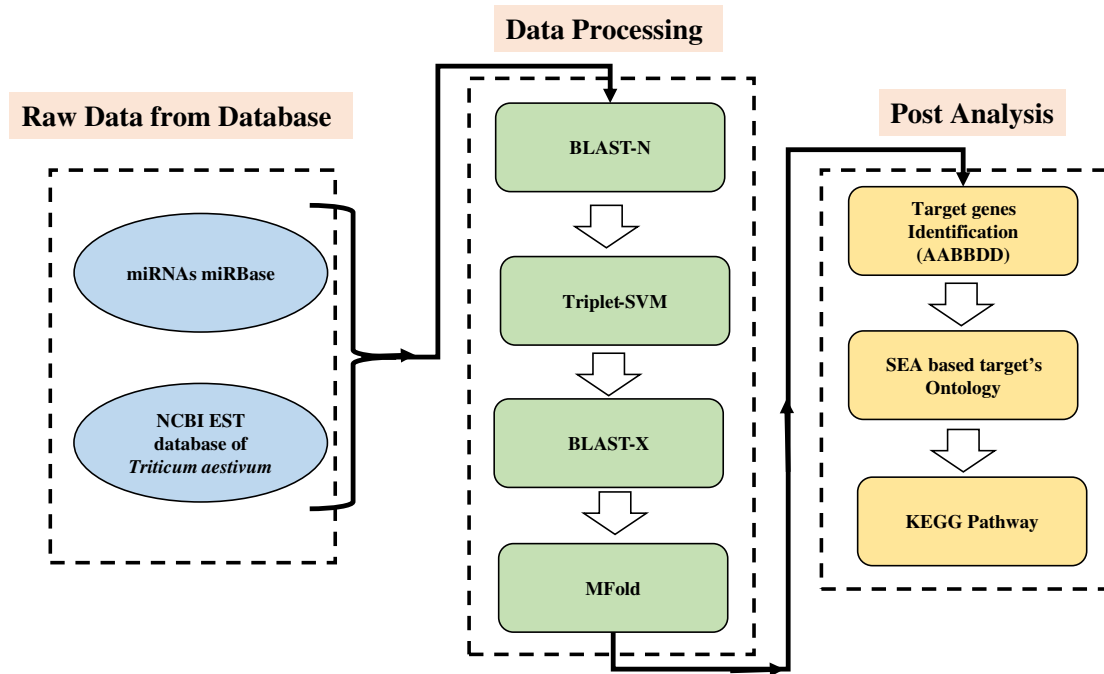 Raw Data from Database
miRNAs miRBase
NCBI EST
database of
Triticum aestivum
Data Processing
BLAST-N
Triplet-SVM
BLAST-X
MFold
Post Analysis
Target genes
Identification
(AABBDD)
SEA based target's
Ontology
KEGG Pathway